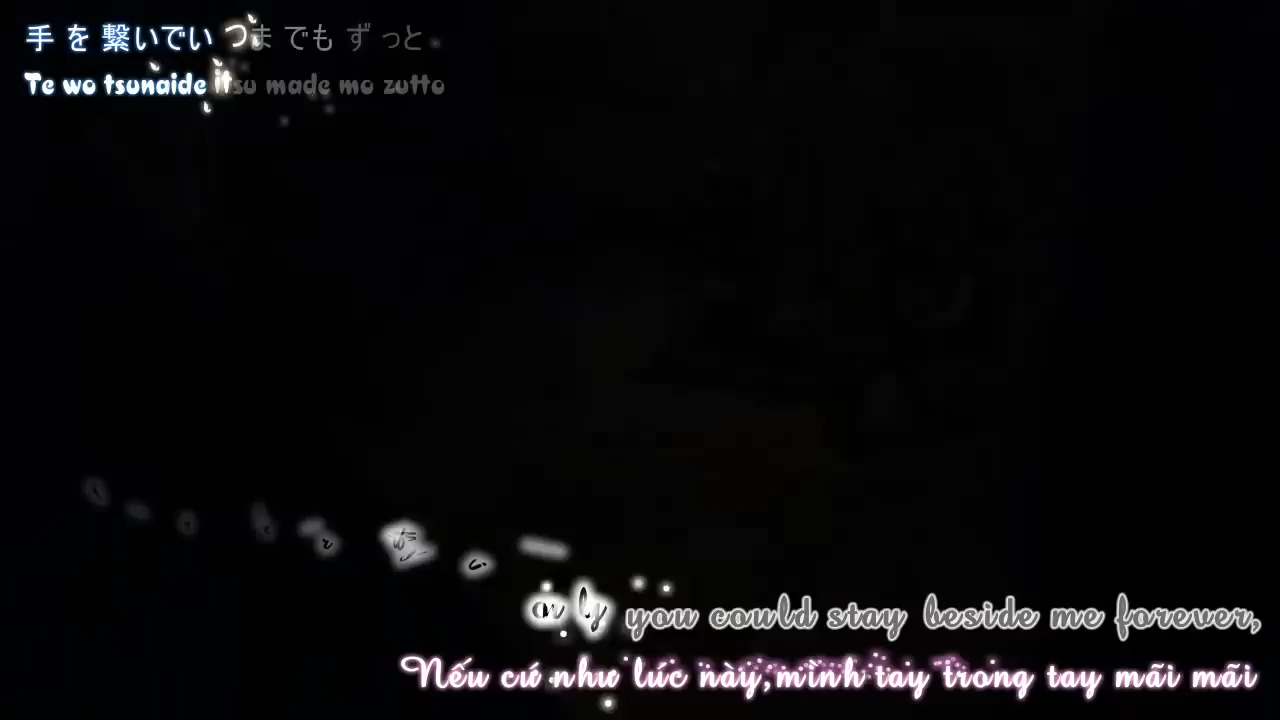 手を繋いでいつまでもずっと
Te wo tsunaide itsu made mo zutto
only you could stay beside me forever,
Nếu cứ như lúc này,mình tay trong tay mãi mãi